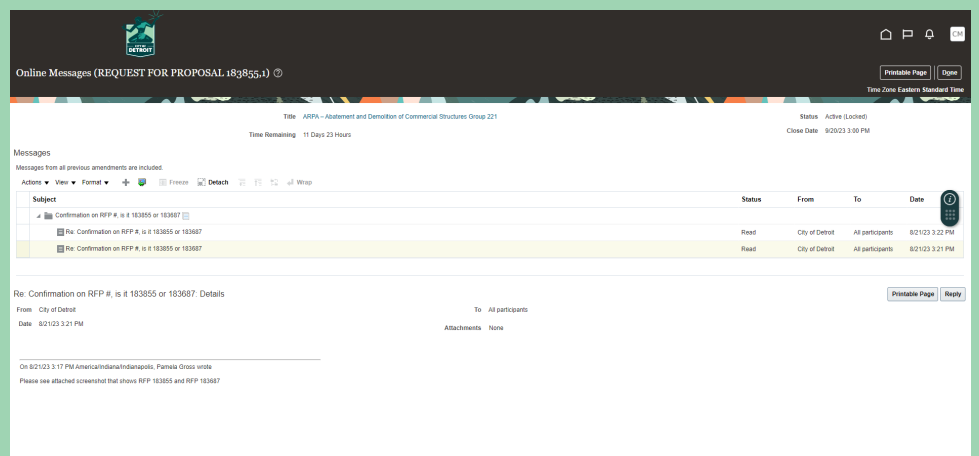 CITY OF
DETROIT
CM
Online Messages (REQUEST FOR PROPOSAL 183855,1) ?
Printable Page Done
Time Zone Eastern Standard Time
Title ARPA – Abatement and Demolition of Commercial Structures Group 221 Status Active (Locked)
Time Remaining 11 Days 23 Hours Close Date 9/20/23 3:00 PM
Messages
Messages from all previous amendments are included.
Actions View Format Freeze Detach Wrap
Subject Status From To Date
Confirmation on RFP #, is it 183855 or 183687
Re: Confirmation on RFP #, is it 183855 or 183687 Read City of Detroit All participants 8/21/23 3:22 PM
Re: Confirmation on RFP #, is it 183855 or 183687 Read City of Detroit All participants 8/21/23 3:21 PM
Re: Confirmation on RFP #, is it 183855 or 183687: Details Printable Page Reply
From City of Detroit To All participants
Date 8/21/23 3:21 PM Attachments None
On 8/21/23 3:17 PM America/Indiana/Indianapolis, Pamela Gross wrote
Please see attached screenshot that shows RFP 183855 and RFP 183687